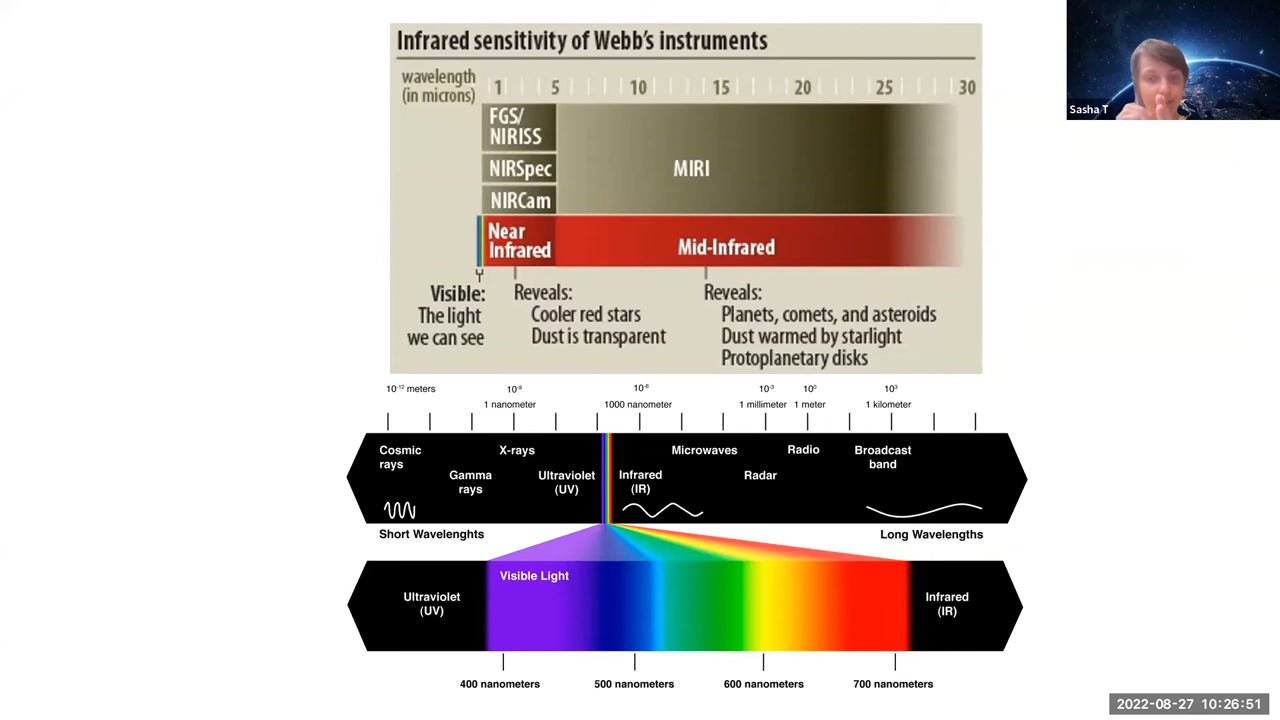 Infrared sensitivity of Webb's instruments
wavelength
(in microns)
1 5 10 15 20 25 30
FGS/
NIRISS
NIRSpec
NIRCam
MIRI
Near
Infrared
Mid-Infrared
Visible:
The light
we can see
Reveals:
Cooler red stars
Dust is transparent
Reveals:
Planets, comets, and asteroids
Dust warmed by starlight
Protoplanetary disks
Sasha T
10-12 meters 10-9 10-6 10-3 100 103
1 nanometer 1000 nanometer 1 millimeter 1 meter 1 kilometer
Cosmic
rays
Gamma
rays
X-rays
Ultraviolet
(UV)
Infrared
(IR)
Microwaves
Radar
Radio
Broadcast
band
Short Wavelenghts
Long Wavelengths
Ultraviolet
(UV)
Visible Light
Infrared
(IR)
400 nanometers 500 nanometers 600 nanometers 700 nanometers
2022-08-27 10:26:51